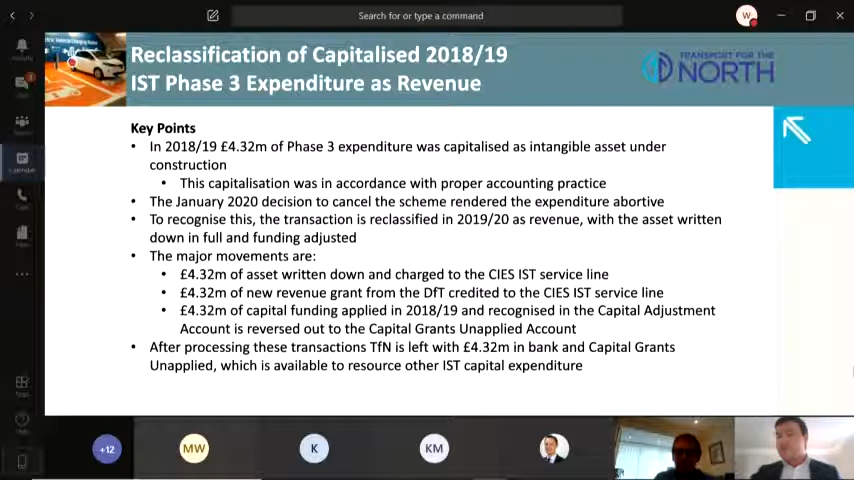 Search for or type a command
W
Reclassification of Capitalised 2018/19
IST Phase 3 Expenditure as Revenue
TRANSPORT FOR THE
NORTH
Key Points
• In 2018/19 £4.32m of Phase 3 expenditure was capitalised as intangible asset under
construction
• This capitalisation was in accordance with proper accounting practice
• The January 2020 decision to cancel the scheme rendered the expenditure abortive
• To recognise this, the transaction is reclassified in 2019/20 as revenue, with the asset written
down in full and funding adjusted
• The major movements are:
• £4.32m of asset written down and charged to the CIES IST service line
• £4.32m of new revenue grant from the DfT credited to the CIES IST service line
• £4.32m of capital funding applied in 2018/19 and recognised in the Capital Adjustment
Account is reversed out to the Capital Grants Unapplied Account
• After processing these transactions TfN is left with £4.32m in bank and Capital Grants
Unapplied, which is available to resource other IST capital expenditure
+12
MW
K
KM